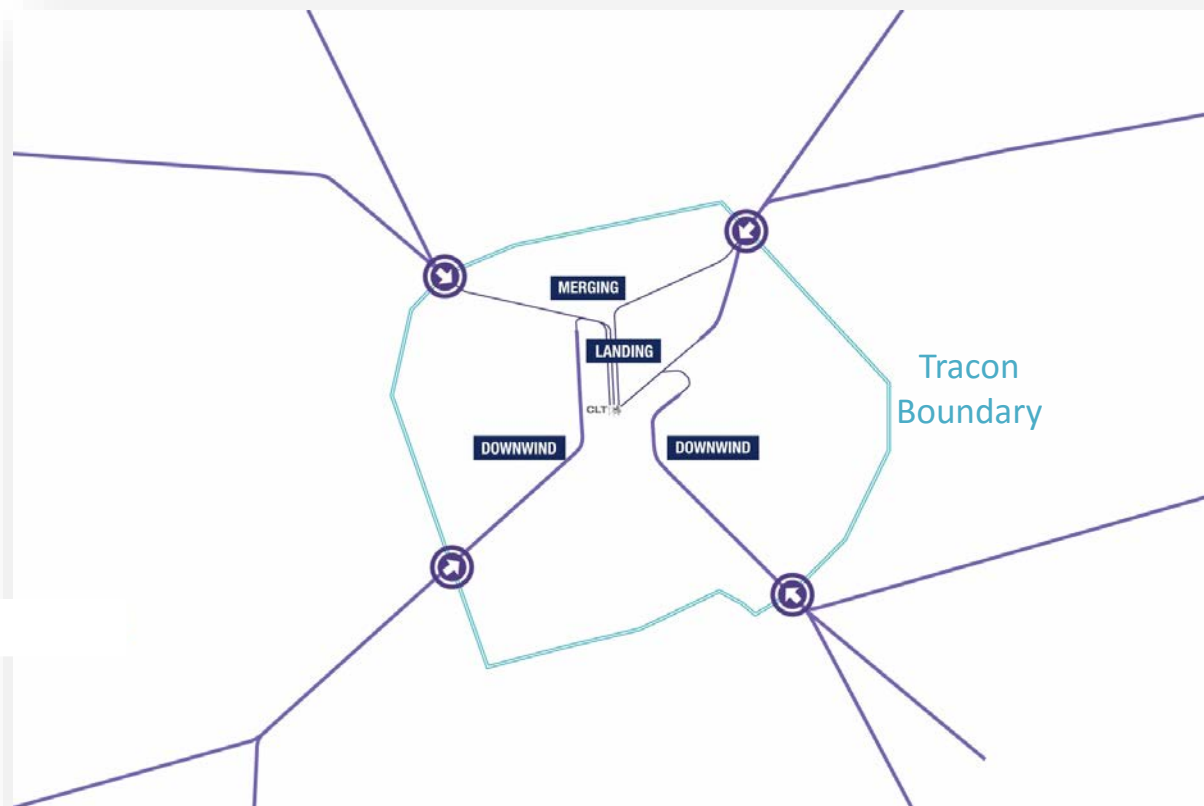 MERGING
LANDING
Tracon
Boundary
CLT
DOWNWIND
DOWNWIND